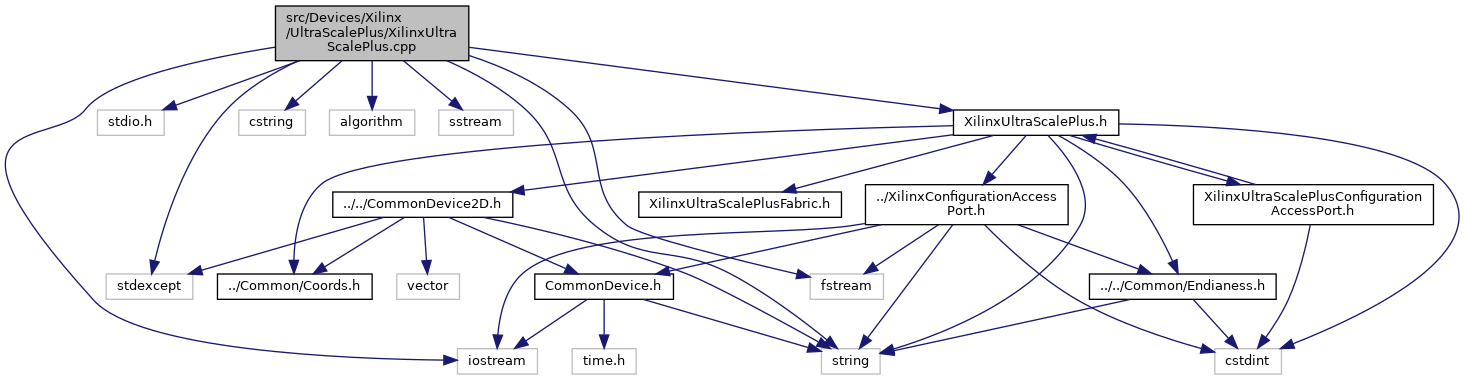 src/Devices/Xilinx
/UltraScalePlus/XilinxUltra
ScalePlus.cpp
stdio.h
cstring
algorithm
sstream
XilinxUltraScalePlus.h
../../CommonDevice2D.h
XilinxUltraScalePlusFabric.h
../XilinxConfigurationAccess
Port.h
XilinxUltraScalePlusConfiguration
AccessPort.h
stdexcept
../Common/Coords.h
vector
CommonDevice.h
fstream
../../Common/Endianess.h
iostream
time.h
string
cstdint